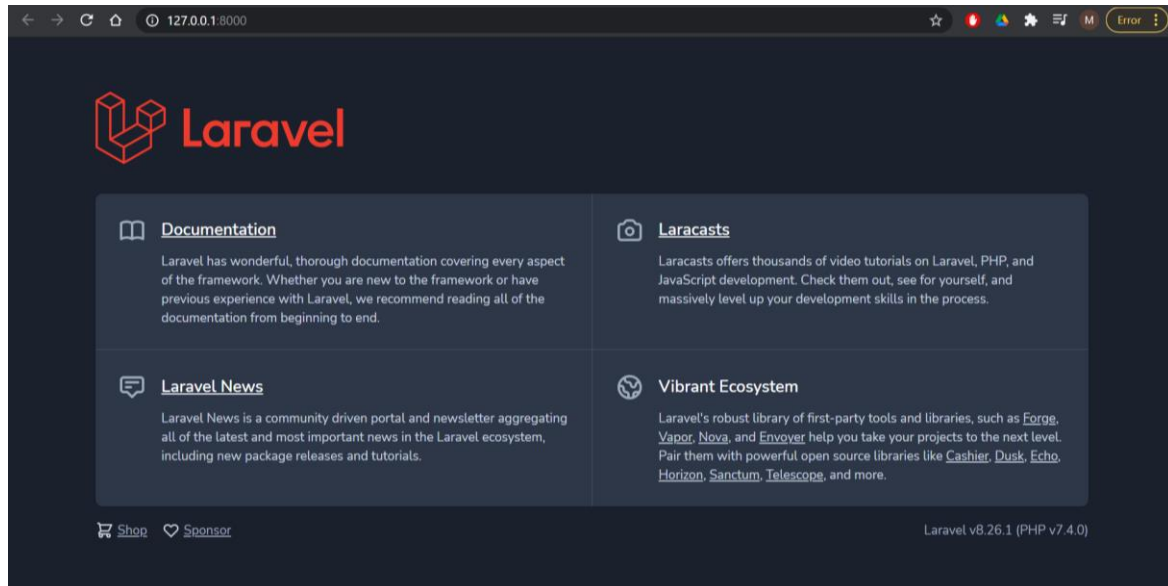 127.0.0.1:8000
M
Error
Laravel
Documentation
Laravel has wonderful, thorough documentation covering every aspect
of the framework. Whether you are new to the framework or have
previous experience with Laravel, we recommend reading all of the
documentation from beginning to end.
Laracasts
Laracasts offers thousands of video tutorials on Laravel, PHP, and
JavaScript development. Check them out, see for yourself, and
massively level up your development skills in the process.
Laravel News
Laravel News is a community driven portal and newsletter aggregating
all of the latest and most important news in the Laravel ecosystem,
including new package releases and tutorials.
Vibrant Ecosystem
Laravel's robust library of first-party tools and libraries, such as Forge,
Vapor, Nova, and Envoyer help you take your projects to the next level.
Pair them with powerful open source libraries like Cashier, Dusk, Echo,
Horizon, Sanctum, Telescope, and more.
Shop
Sponsor
Laravel v8.26.1 (PHP v7.4.0)